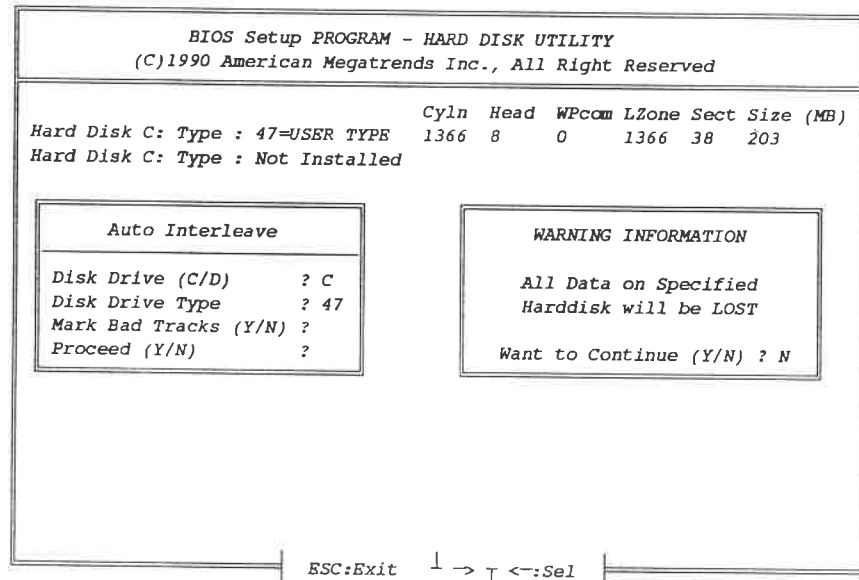 BIOS Setup PROGRAM - HARD DISK UTILITY
(C)1990 American Megatrends Inc., All Right Reserved
Cyln Head WPcom LZone Sect Size (MB)
Hard Disk C: Type : 47=USER TYPE 1366 8 0 1366 38 203
Hard Disk C: Type : Not Installed
Auto Interleave
Disk Drive (C/D) ? C
Disk Drive Type ? 47
Mark Bad Tracks (Y/N) ?
Proceed (Y/N) ?
WARNING INFORMATION
All Data on Specified
Harddisk will be LOST
Want to Continue (Y/N) ? N
ESC:Exit ┴ → ┬ ←:Sel